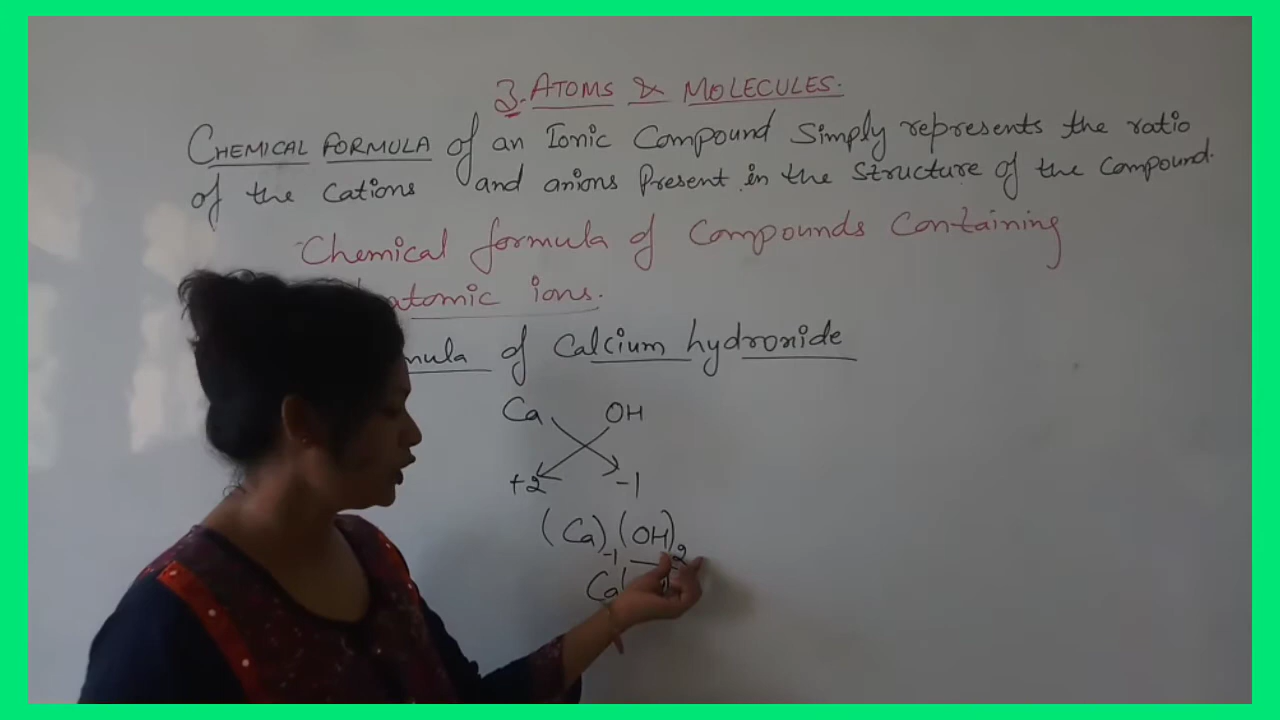 3. ATOMS & MOLECULES.
CHEMICAL FORMULA of an Ionic Compound Simply represents the ratio
of the Cations and anions Present in the Structure of the Compound.
Chemical formula of Compounds Containing
atomic ions.
mula of Calcium hydroxide
Ca OH
+2 -1
(Ca)-1 (OH)2
Ca